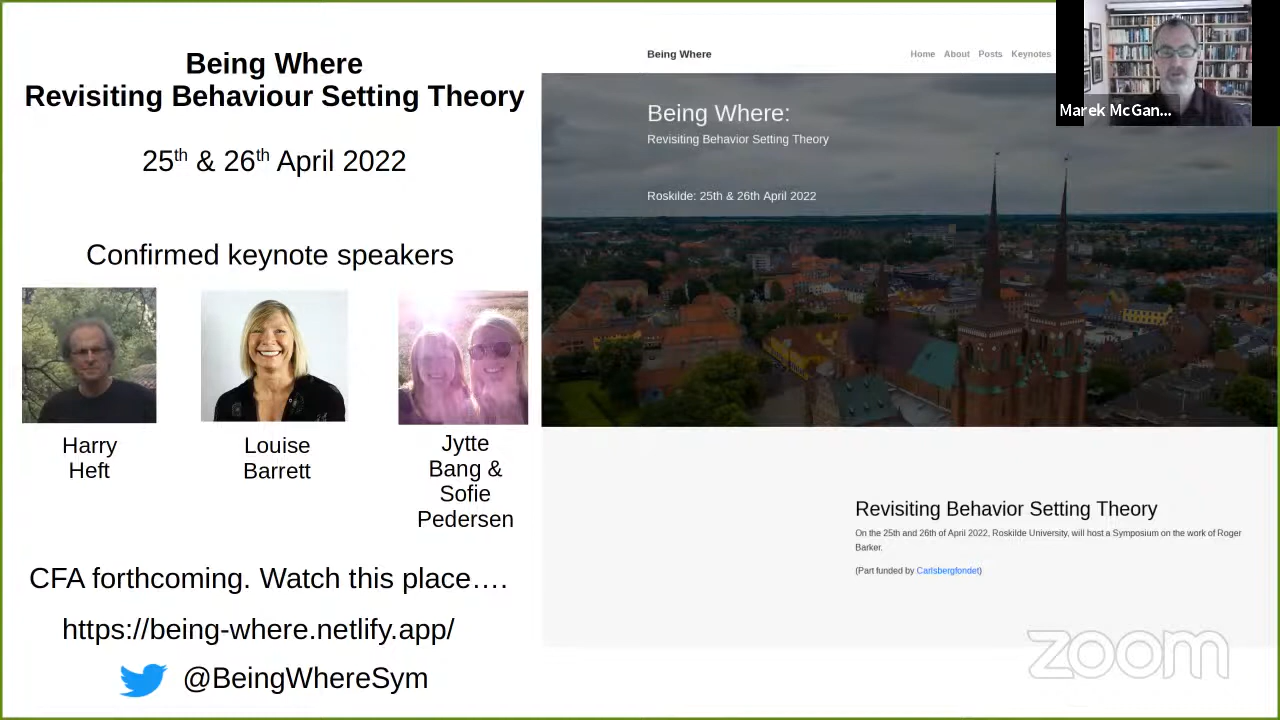 Being Where
Revisiting Behaviour Setting Theory
25th & 26th April 2022
Confirmed keynote speakers
Harry
Heft
Louise
Barrett
Jytte
Bang &
Sofie
Pedersen
CFA forthcoming. Watch this place….
https://being-where.netlify.app/
@BeingWhereSym
Being Where
Home About Posts Keynotes
Being Where:
Revisiting Behavior Setting Theory
Roskilde: 25th & 26th April 2022
Revisiting Behavior Setting Theory
On the 25th and 26th of April 2022, Roskilde University, will host a Symposium on the work of Roger
Barker.
(Part funded by Carlsbergfondet)
Marek McGan...
zoom